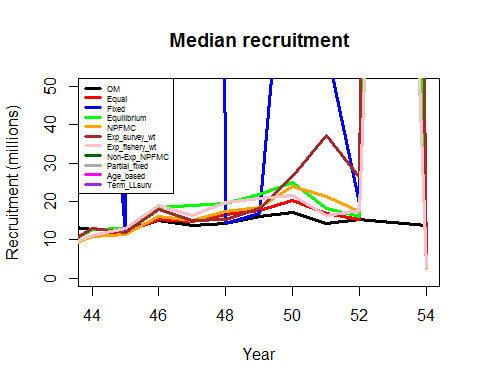 Median recruitment
Recruitment (millions)
50
40
30
20
10
0
OM
Equal
Fixed
Equilibrium
NPFMC
Exp_survey_wt
Exp_fishery_wt
Non-Exp_NPFMC
Partial_fixed
Age_based
Term_LLsurv
44 46 48 50 52 54
Year